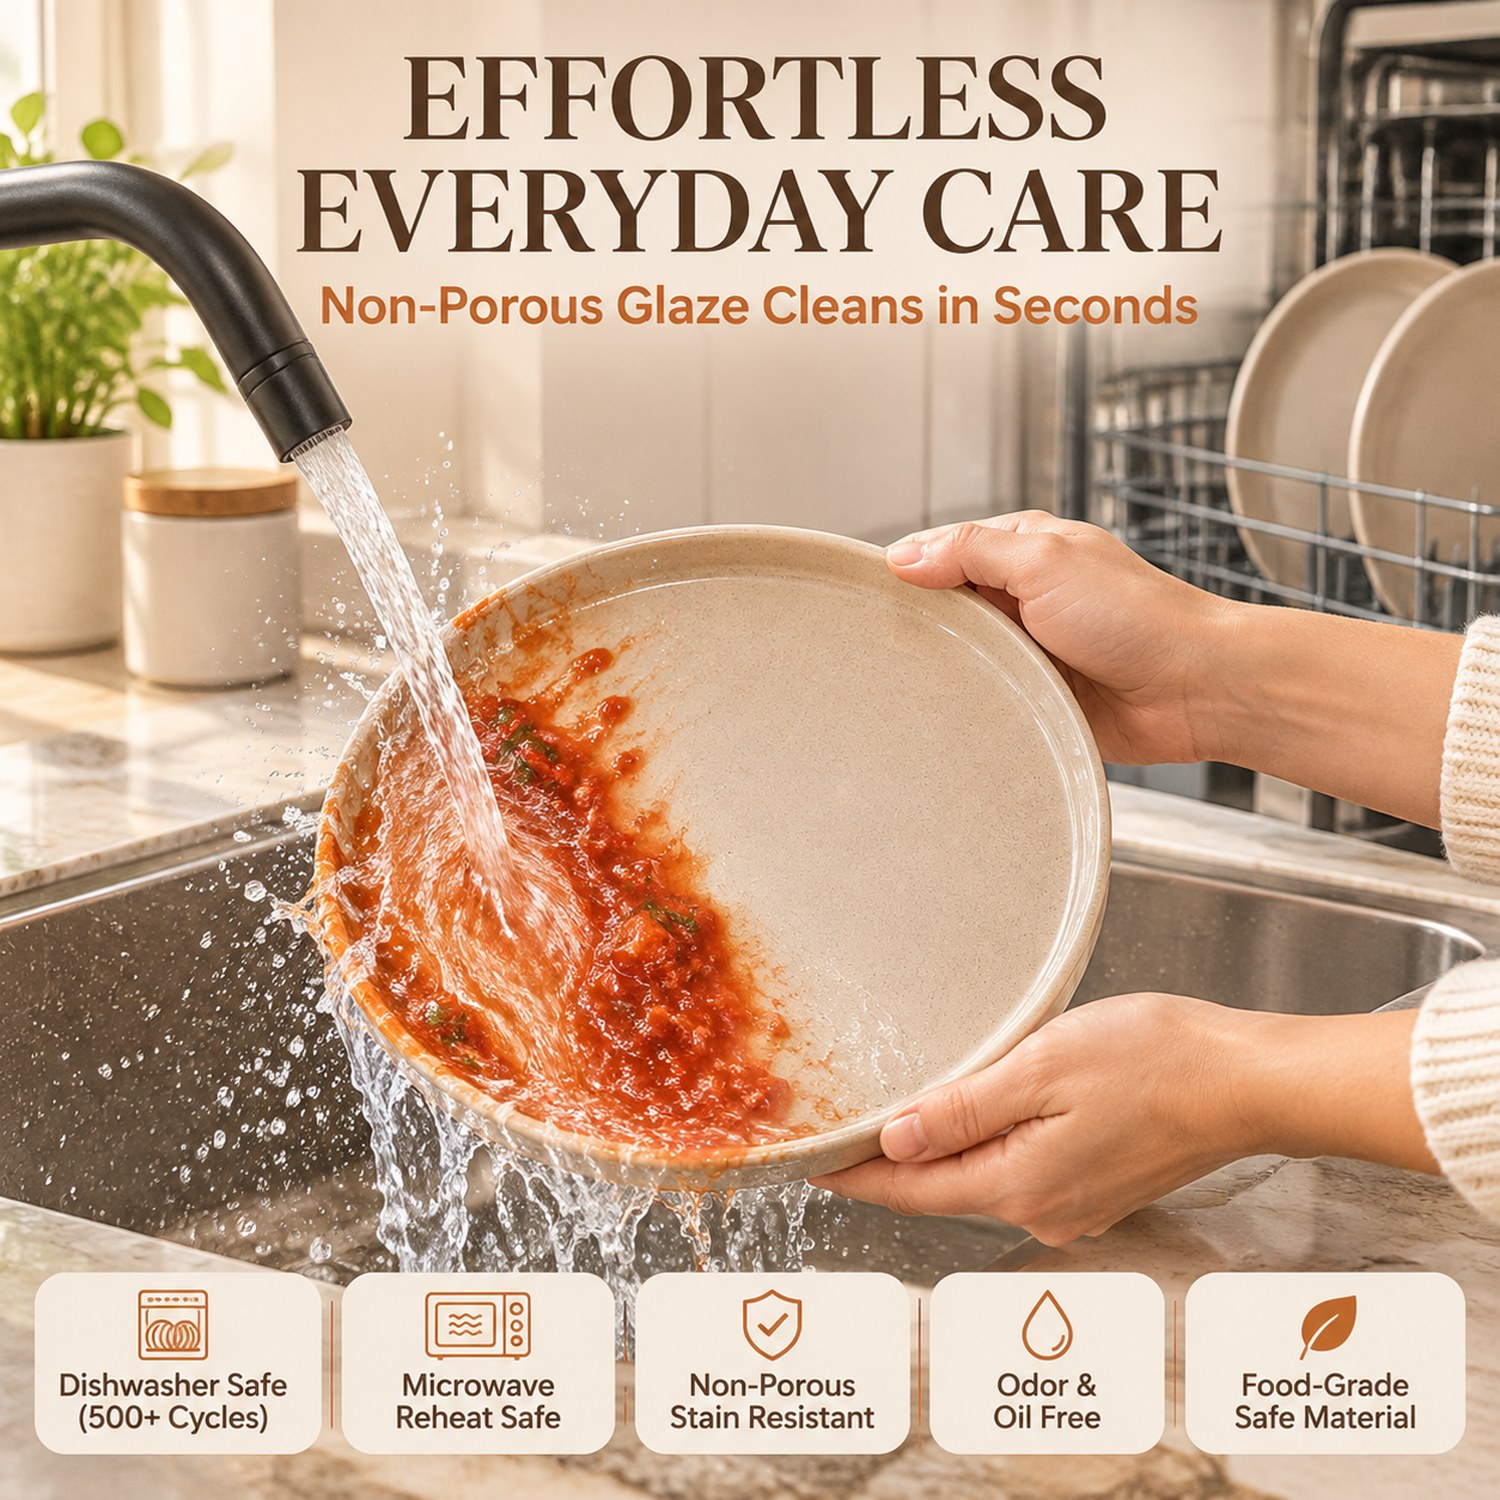 EFFORTLESS
EVERYDAY CARE
Non-Porous Glaze Cleans in Seconds
Dishwasher Safe
(500+ Cycles)
Microwave
Reheat Safe
Non-Porous
Stain Resistant
Odor &
Oil Free
Food-Grade
Safe Material